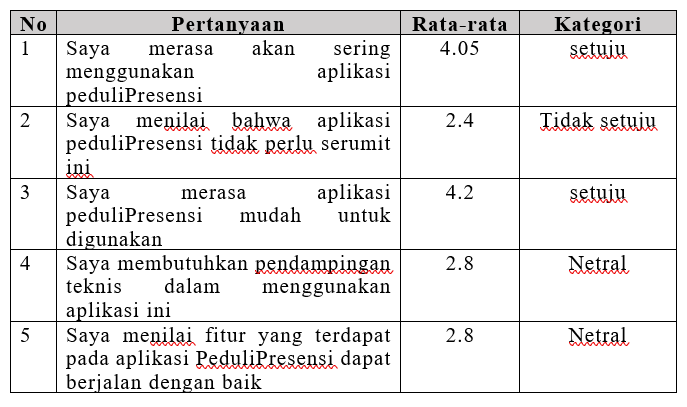 No Pertanyaan Rata-rata Kategori
1 Saya merasa akan sering 4.05 setuju
menggunakan aplikasi
peduliPresensi
2 Saya menilai bahwa aplikasi 2.4 Tidak setuju
peduliPresensi tidak perlu serumit
ini
3 Saya merasa aplikasi 4.2 setuju
peduliPresensi mudah untuk
digunakan
4 Saya membutuhkan pendampingan 2.8 Netral
teknis dalam menggunakan
aplikasi ini
5 Saya menilai fitur yang terdapat 2.8 Netral
pada aplikasi PeduliPresensi dapat
berjalan dengan baik